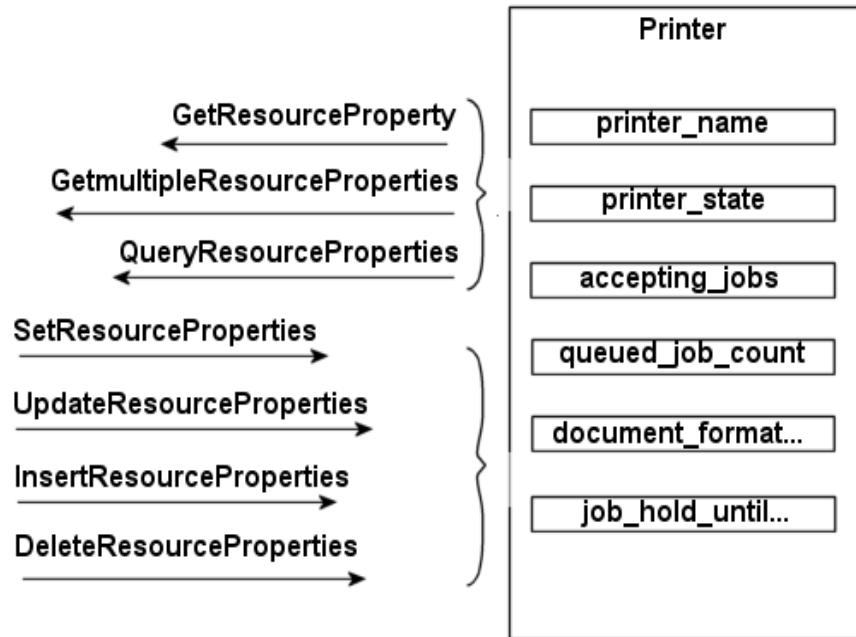 Printer
GetResourceProperty
printer_name
GetmultipleResourceProperties
printer_state
QueryResourceProperties
accepting_jobs
SetResourceProperties
queued_job_count
UpdateResourceProperties
document_format...
InsertResourceProperties
job_hold_until...
DeleteResourceProperties